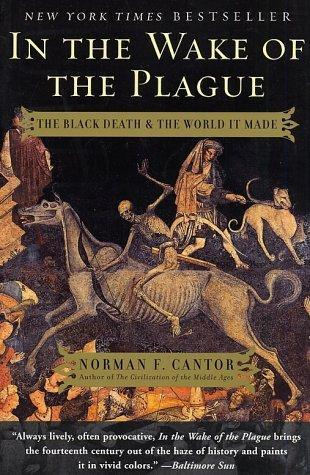 NEW YORK TIMES BESTSELLER
IN THE WAKE OF
THE PLAGUE
THE BLACK DEATH & THE WORLD IT MADE
NORMAN F. CANTOR
Author of The Civilization of the Middle Ages
"Always lively, often provocative, In the Wake of the Plague brings
the fourteenth century out of the haze of history and paints
it in vivid colors." —Baltimore Sun